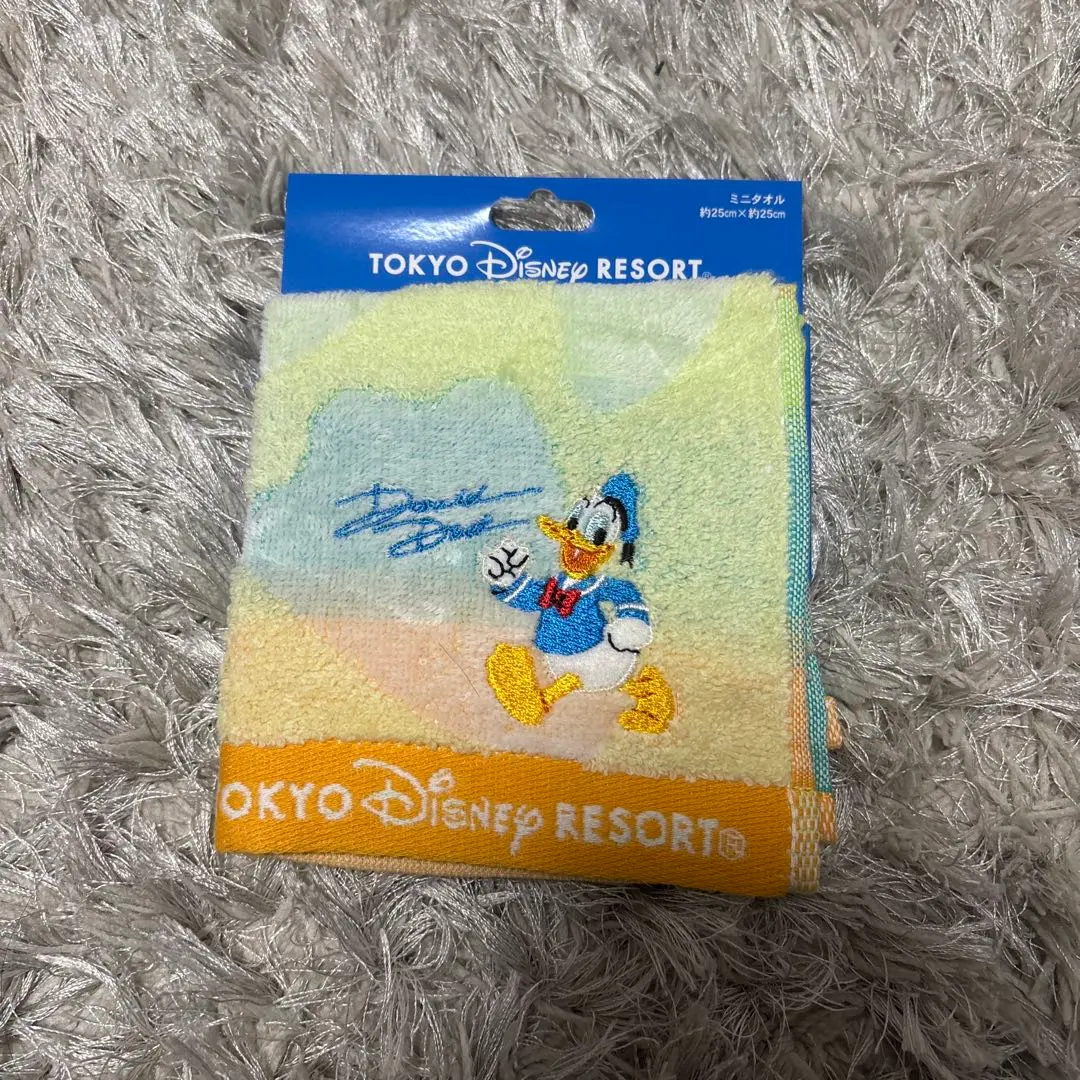 ミニタオル
約25cm×約25cm
TOKYO Disney RESORT®
Donald
Duck
OKYO Disney RESORT®